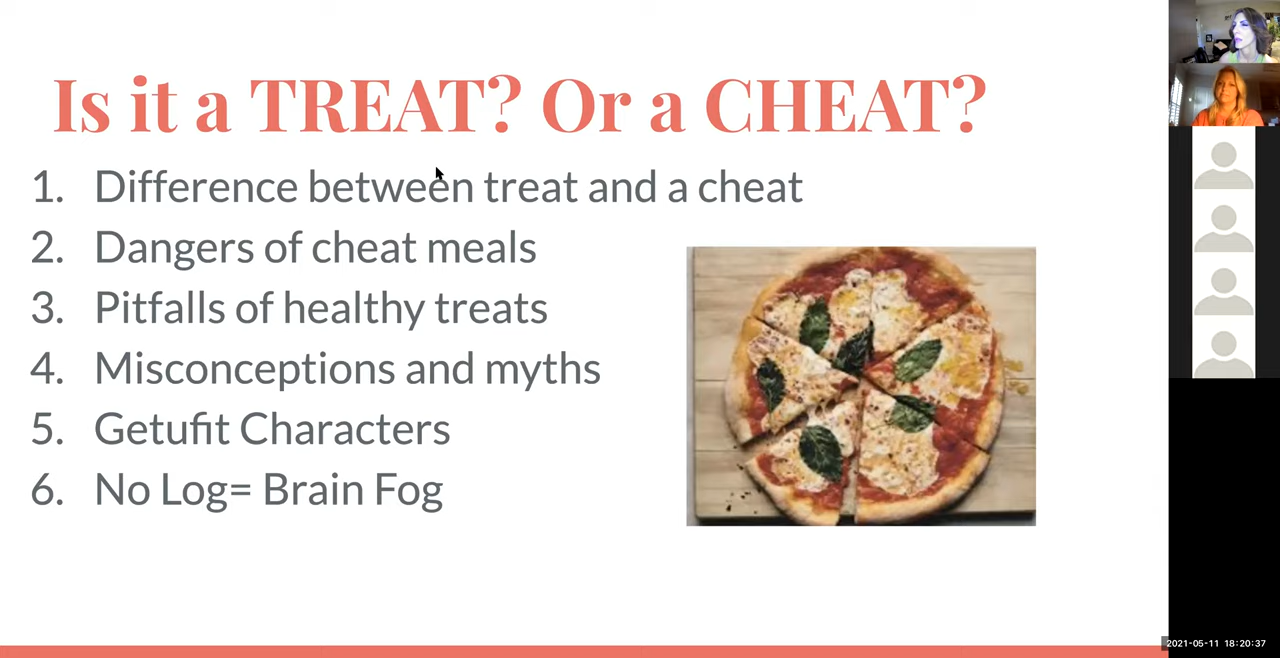 Is it a TREAT? Or a CHEAT?
1. Difference between treat and a cheat
2. Dangers of cheat meals
3. Pitfalls of healthy treats
4. Misconceptions and myths
5. Getufit Characters
6. No Log= Brain Fog
2021-05-11 18:20:37